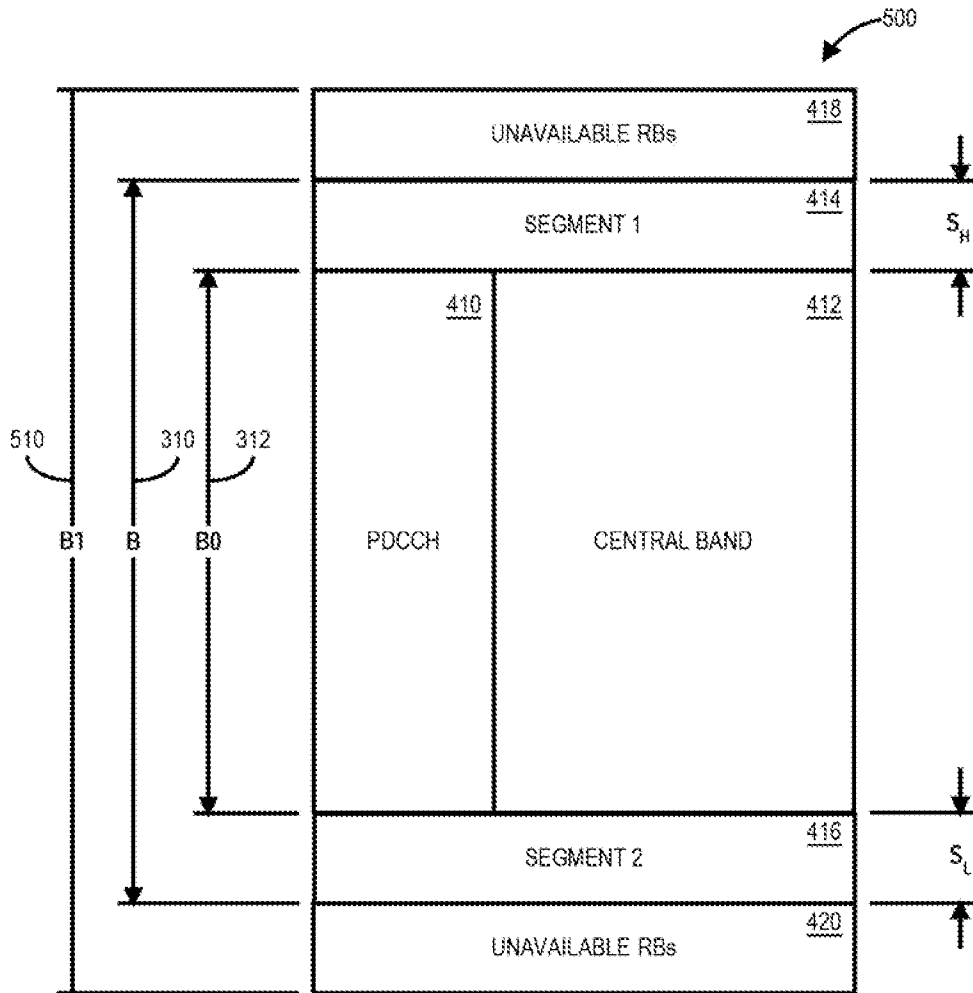 500
418
UNAVAILABLE RBs
414
SEGMENT 1
S_H
410
412
510
310
312
B1
B
B0
PDCCH
CENTRAL BAND
416
SEGMENT 2
S_L
420
UNAVAILABLE RBs